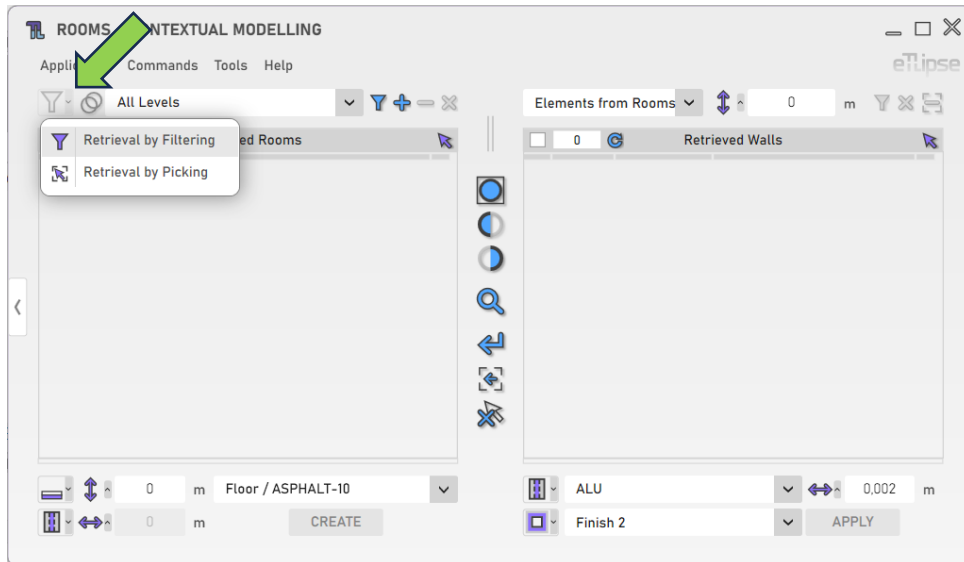 ROOMS NTEXTUAL MODELLING
Appli Commands Tools Help
eTLipse
All Levels
Elements from Rooms 0 m
Retrieval by Filtering
ed Rooms
0 Retrieved Walls
Retrieval by Picking
0 m Floor / ASPHALT-10
ALU 0,002 m
0 m CREATE
Finish 2 APPLY